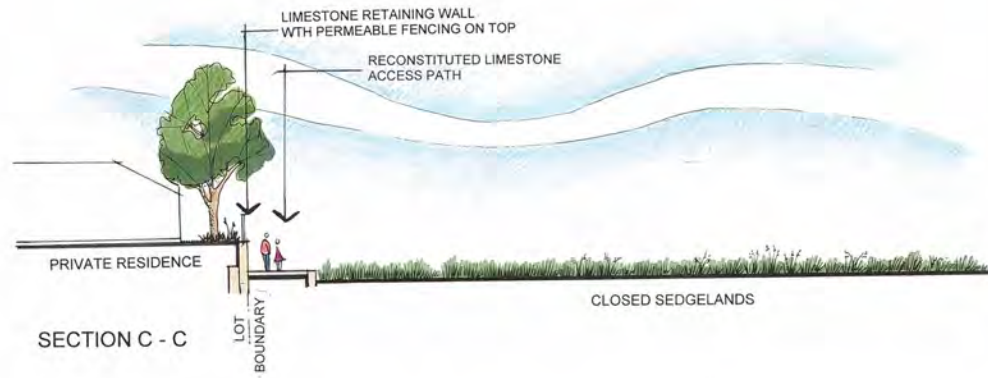 LIMESTONE RETAINING WALL
WTH PERMEABLE FENCING ON TOP
RECONSTITUTED LIMESTONE
ACCESS PATH
PRIVATE RESIDENCE
CLOSED SEDGELANDS
SECTION C - C
LOT
BOUNDARY